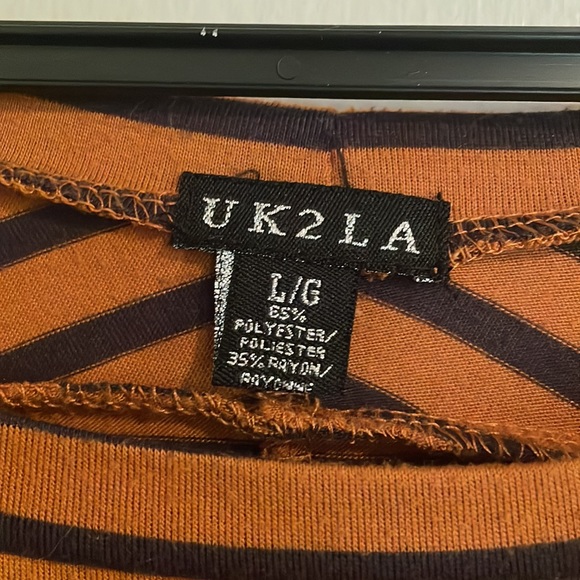 UK2LA
L/G
65%
POLYESTER/
POLIESTER
35% RAYON/
RAYONNE